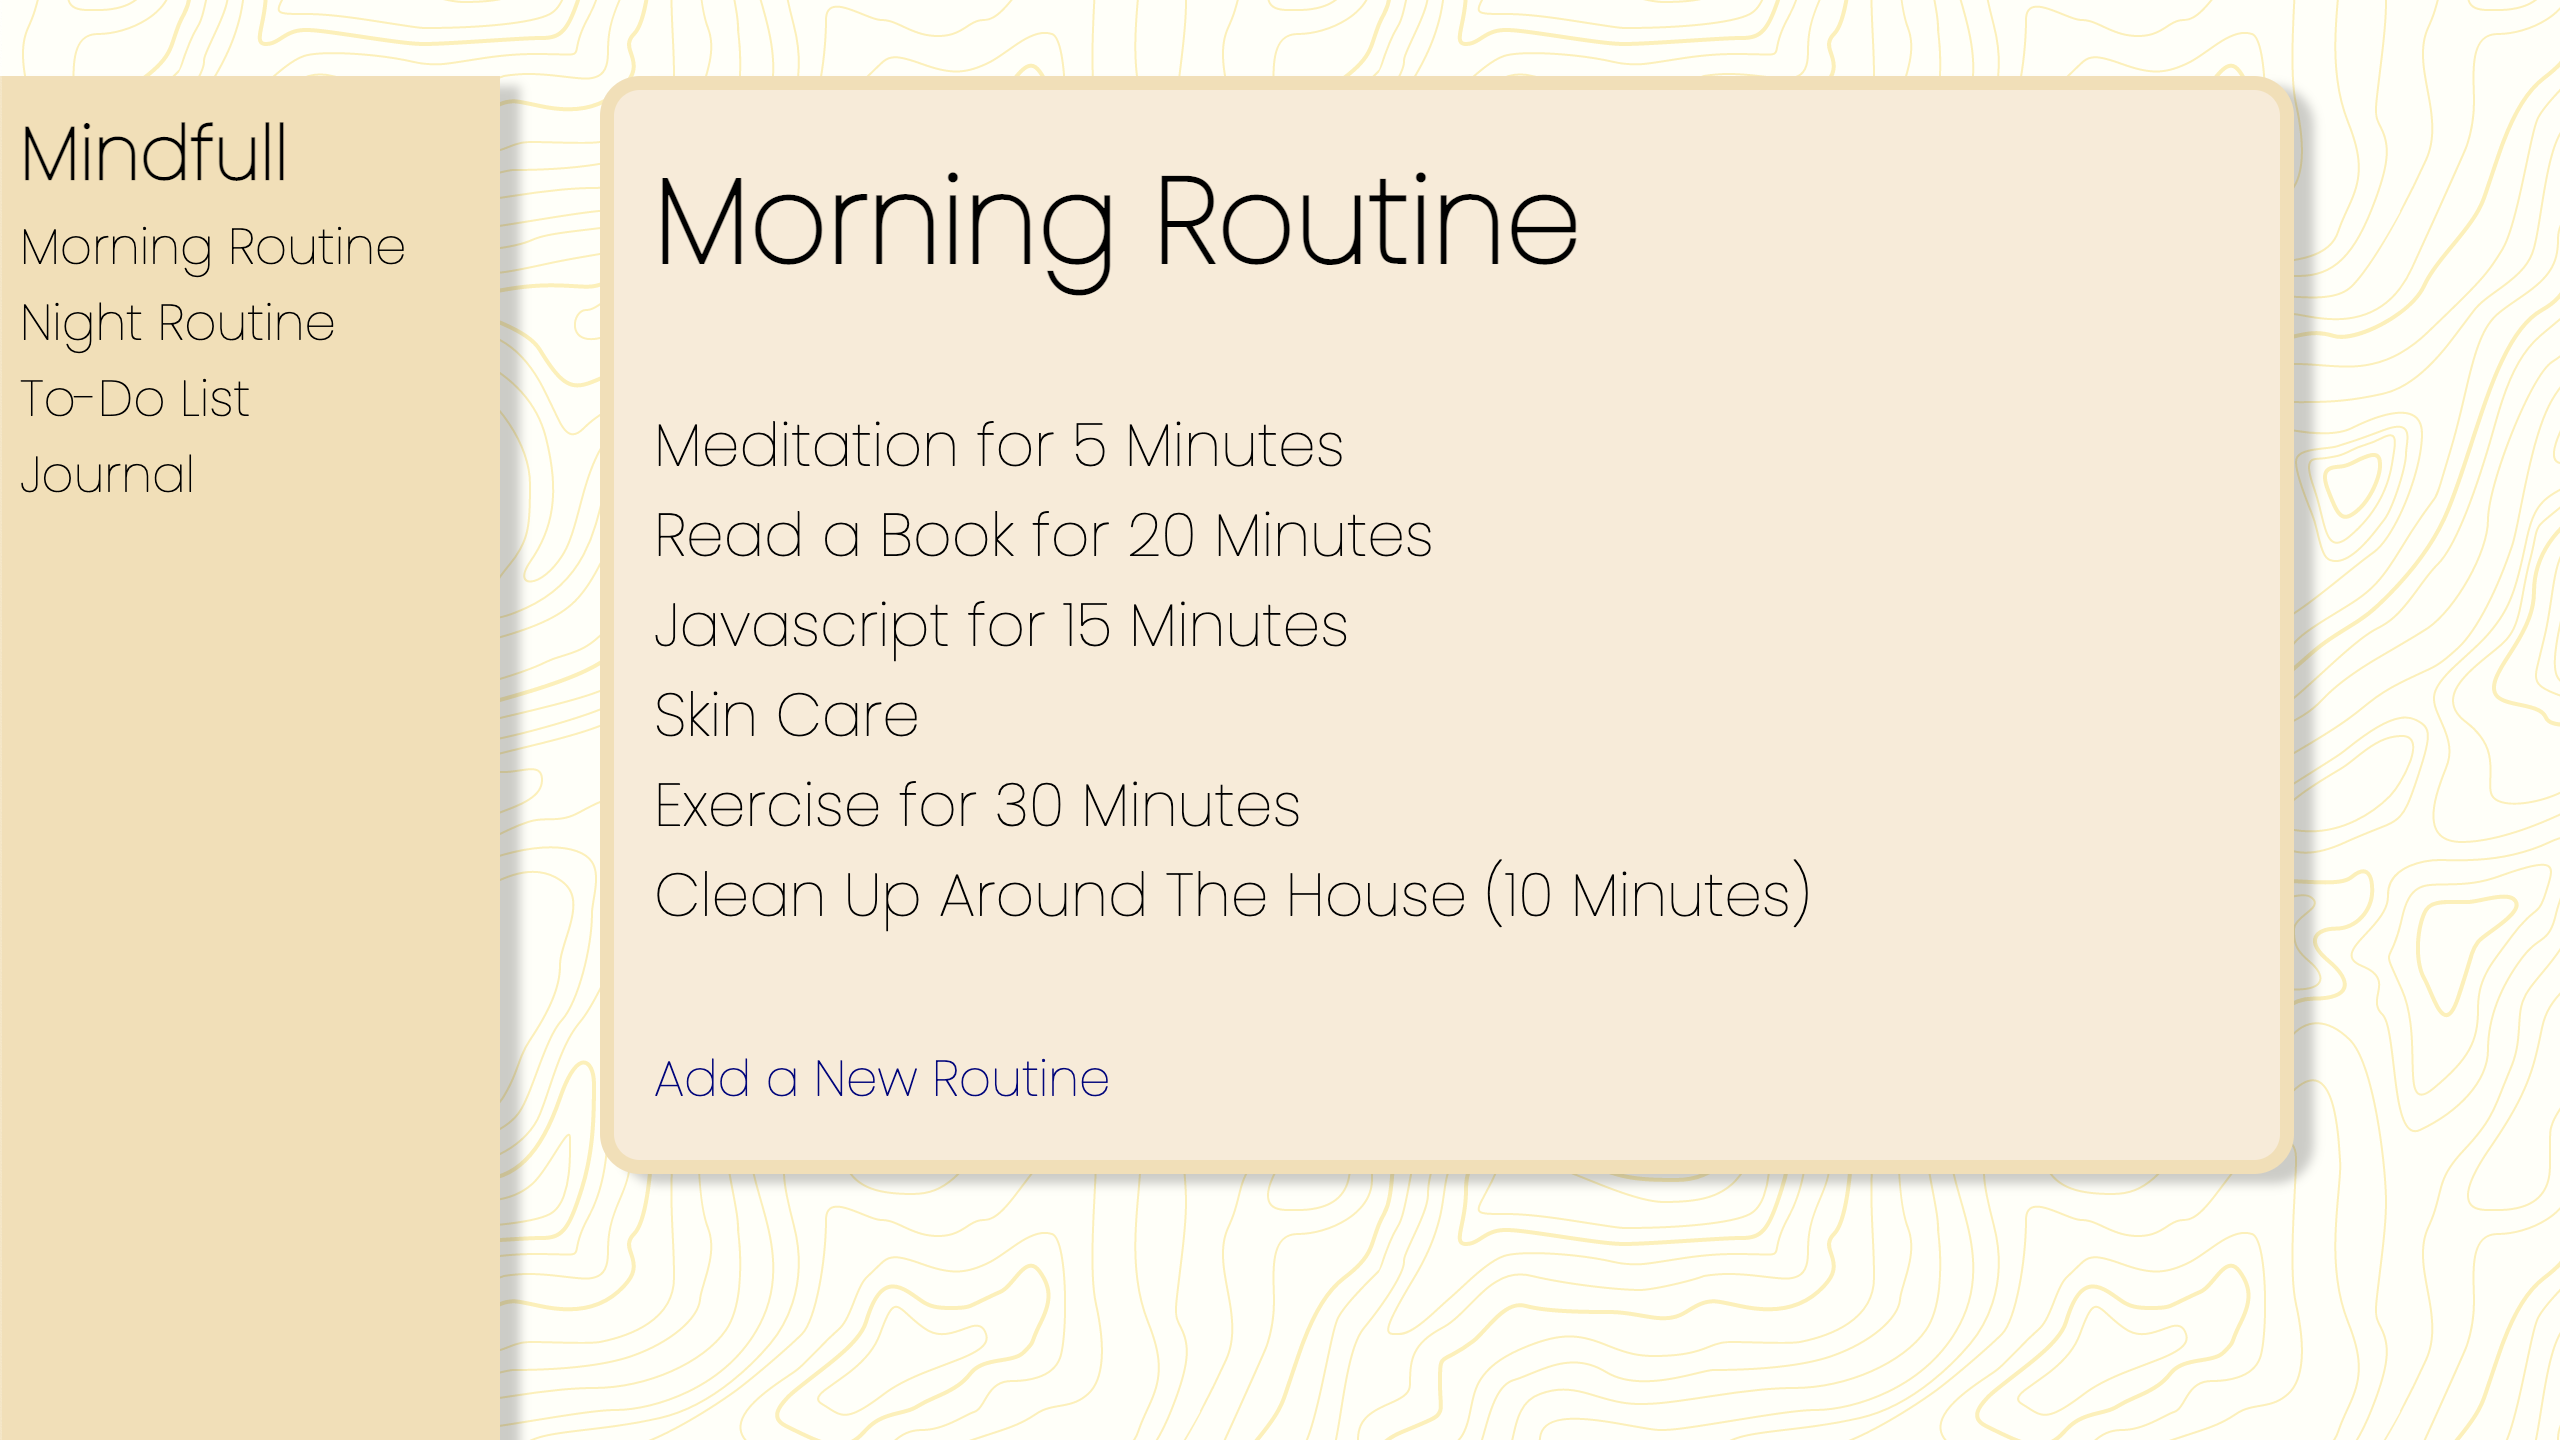 Mindfull
Morning Routine
Night Routine
To-Do List
Journal
Morning Routine
Meditation for 5 Minutes
Read a Book for 20 Minutes
Javascript for 15 Minutes
Skin Care
Exercise for 30 Minutes
Clean Up Around The House (10 Minutes)
Add a New Routine